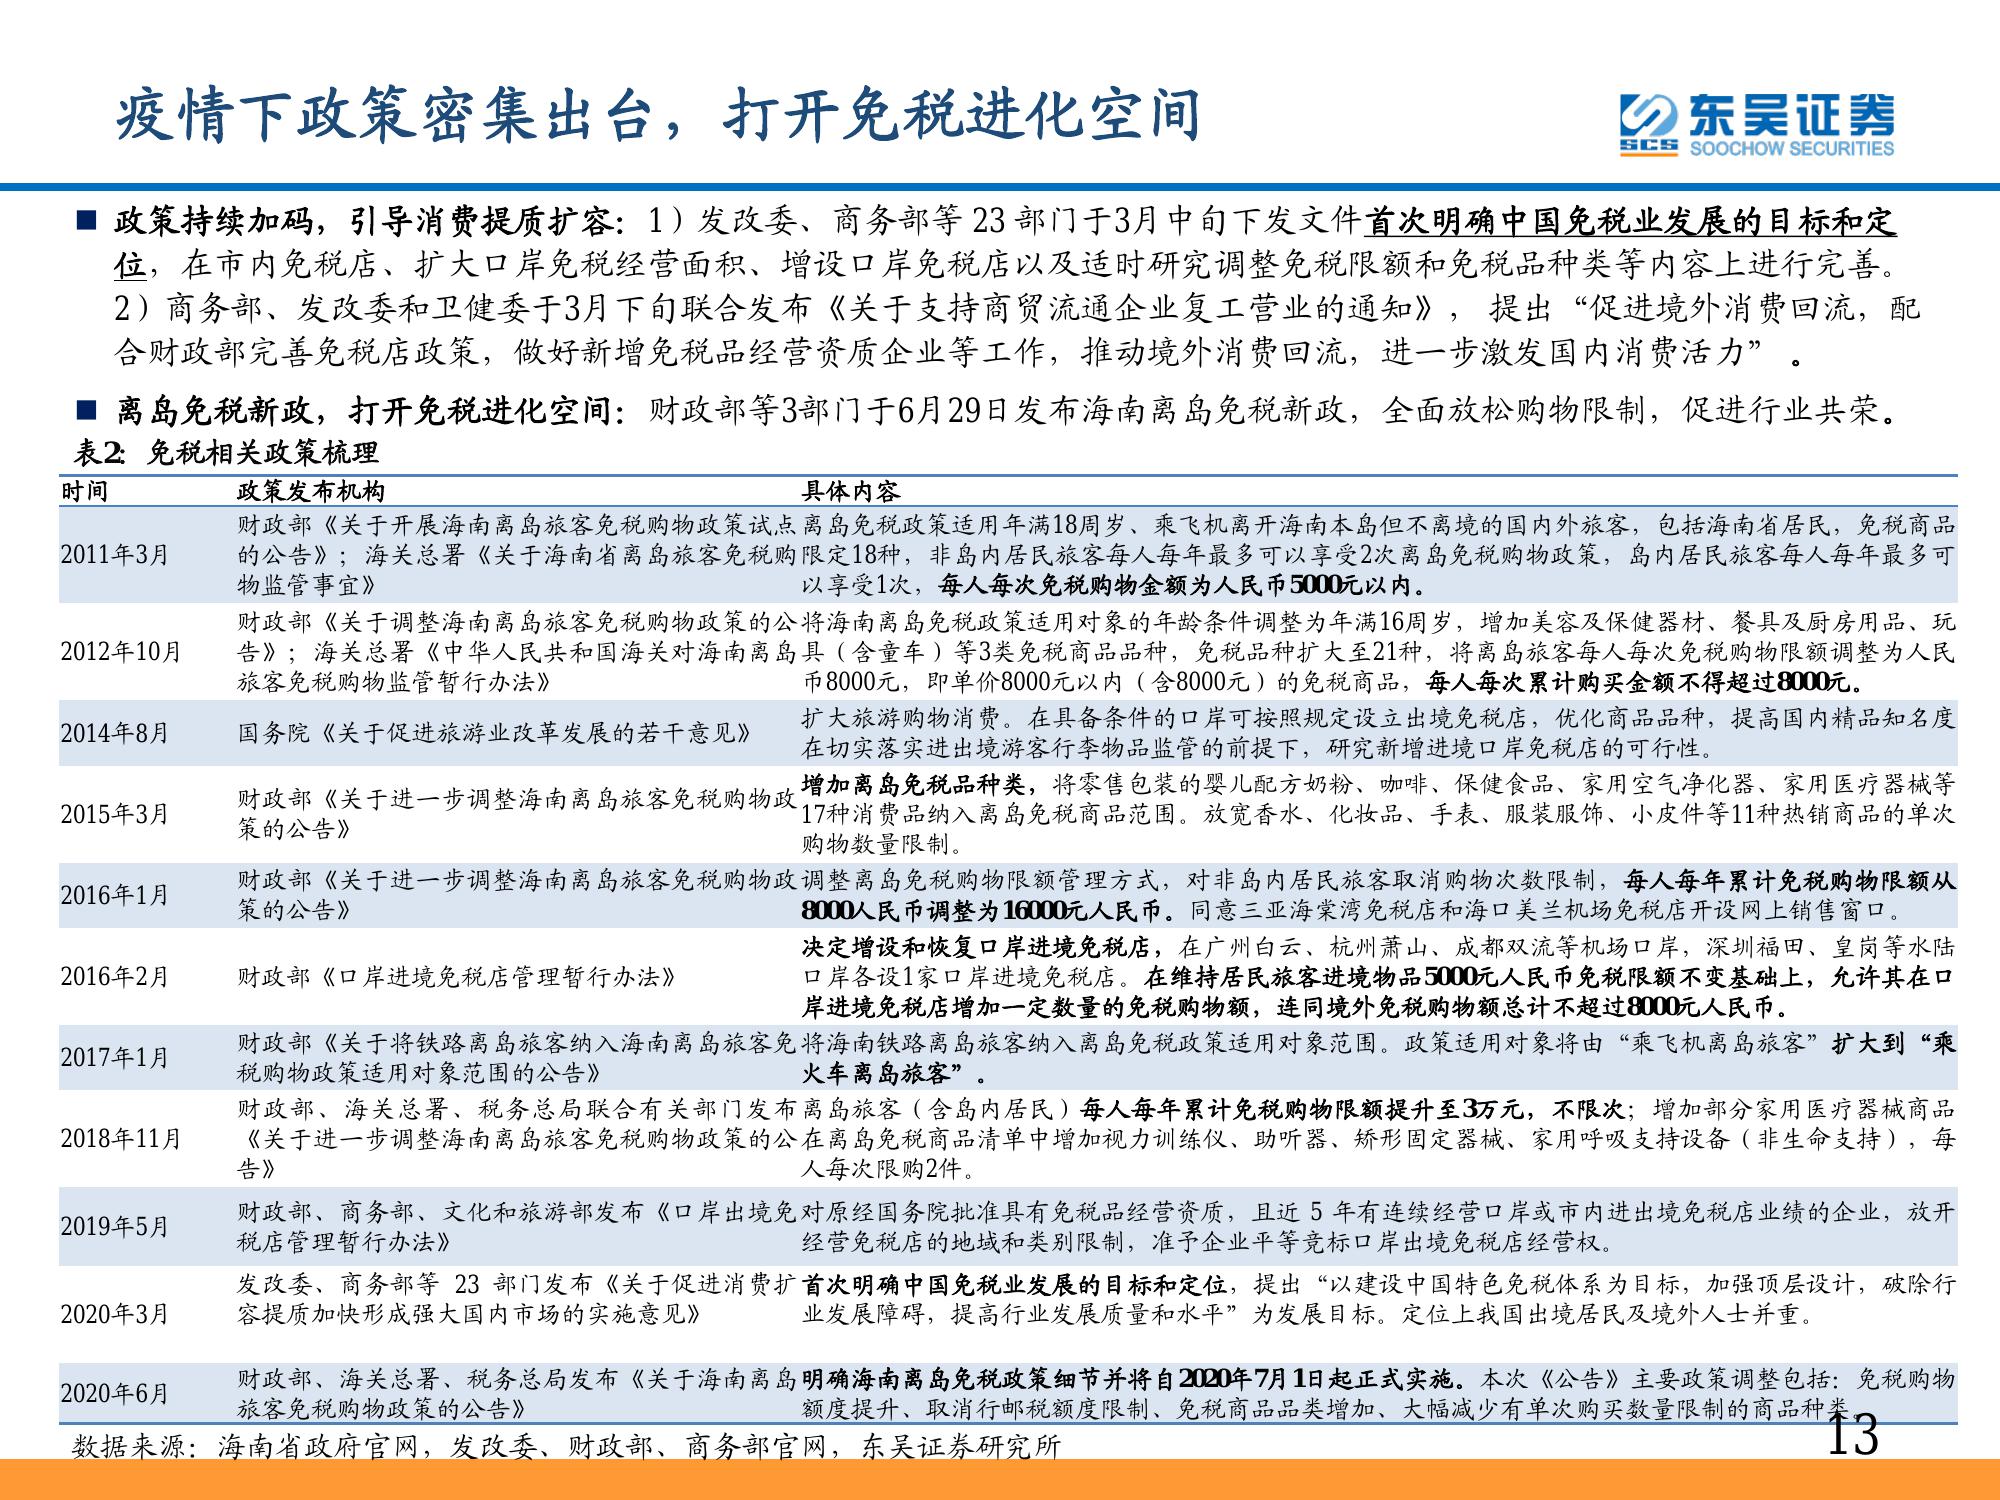 疫情下政策密集出台，打开免税进化空间
东吴证券
SCS SOOCHOW SECURITIES
■ 政策持续加码，引导消费提质扩容：1）发改委、商务部等 23 部门于3月中旬下发文件首次明确中国免税业发展的目标和定
位，在市内免税店、扩大口岸免税经营面积、增设口岸免税店以及适时研究调整免税限额和免税品种类等内容上进行完善。
2）商务部、发改委和卫健委于3月下旬联合发布《关于支持商贸流通企业复工营业的通知》， 提出“促进境外消费回流，配
合财政部完善免税店政策，做好新增免税品经营资质企业等工作，推动境外消费回流，进一步激发国内消费活力” 。
■ 离岛免税新政，打开免税进化空间：财政部等3部门于6月29日发布海南离岛免税新政，全面放松购物限制，促进行业共荣。
表2：免税相关政策梳理
时间 政策发布机构 具体内容
2011年3月
财政部《关于开展海南离岛旅客免税购物政策试点
的公告》；海关总署《关于海南省离岛旅客免税购
物监管事宜》
离岛免税政策适用年满18周岁、乘飞机离开海南本岛但不离境的国内外旅客，包括海南省居民，免税商品
限定18种，非岛内居民旅客每人每年最多可以享受2次离岛免税购物政策，岛内居民旅客每人每年最多可
以享受1次，每人每次免税购物金额为人民币5000元以内。
2012年10月
财政部《关于调整海南离岛旅客免税购物政策的公
告》；海关总署《中华人民共和国海关对海南离岛
旅客免税购物监管暂行办法》
将海南离岛免税政策适用对象的年龄条件调整为年满16周岁，增加美容及保健器材、餐具及厨房用品、玩
具（含童车）等3类免税商品品种，免税品种扩大至21种，将离岛旅客每人每次免税购物限额调整为人民
币8000元，即单价8000元以内（含8000元）的免税商品，每人每次累计购买金额不得超过8000元。
2014年8月
国务院《关于促进旅游业改革发展的若干意见》
扩大旅游购物消费。在具备条件的口岸可按照规定设立出境免税店，优化商品品种，提高国内精品知名度
在切实落实进出境游客行李物品监管的前提下，研究新增进境口岸免税店的可行性。
2015年3月
财政部《关于进一步调整海南离岛旅客免税购物政
策的公告》
增加离岛免税品种类，将零售包装的婴儿配方奶粉、咖啡、保健食品、家用空气净化器、家用医疗器械等
17种消费品纳入离岛免税商品范围。放宽香水、化妆品、手表、服装服饰、小皮件等11种热销商品的单次
购物数量限制。
2016年1月
财政部《关于进一步调整海南离岛旅客免税购物政
策的公告》
调整离岛免税购物限额管理方式，对非岛内居民旅客取消购物次数限制，每人每年累计免税购物限额从
8000人民币调整为16000元人民币。同意三亚海棠湾免税店和海口美兰机场免税店开设网上销售窗口。
2016年2月
财政部《口岸进境免税店管理暂行办法》
决定增设和恢复口岸进境免税店，在广州白云、杭州萧山、成都双流等机场口岸，深圳福田、皇岗等水陆
口岸各设1家口岸进境免税店。在维持居民旅客进境物品5000元人民币免税限额不变基础上，允许其在口
岸进境免税店增加一定数量的免税购物额，连同境外免税购物额总计不超过8000元人民币。
2017年1月
财政部《关于将铁路离岛旅客纳入海南离岛旅客免
税购物政策适用对象范围的公告》
将海南铁路离岛旅客纳入离岛免税政策适用对象范围。政策适用对象将由“乘飞机离岛旅客”扩大到“乘
火车离岛旅客”。
2018年11月
财政部、海关总署、税务总局联合有关部门发布
《关于进一步调整海南离岛旅客免税购物政策的公
告》
离岛旅客（含岛内居民）每人每年累计免税购物限额提升至3万元，不限次；增加部分家用医疗器械商品
在离岛免税商品清单中增加视力训练仪、助听器、矫形固定器械、家用呼吸支持设备（非生命支持），每
人每次限购2件。
2019年5月
财政部、商务部、文化和旅游部发布《口岸出境免
税店管理暂行办法》
对原经国务院批准具有免税品经营资质，且近 5 年有连续经营口岸或市内进出境免税店业绩的企业，放开
经营免税店的地域和类别限制，准予企业平等竞标口岸出境免税店经营权。
2020年3月
发改委、商务部等 23 部门发布《关于促进消费扩
容提质加快形成强大国内市场的实施意见》
首次明确中国免税业发展的目标和定位，提出“以建设中国特色免税体系为目标，加强顶层设计，破除行
业发展障碍，提高行业发展质量和水平”为发展目标。定位上我国出境居民及境外人士并重。
2020年6月
财政部、海关总署、税务总局发布《关于海南离岛
旅客免税购物政策的公告》
明确海南离岛免税政策细节并将自2020年7月1日起正式实施。本次《公告》主要政策调整包括：免税购物
额度提升、取消行邮税额度限制、免税商品品类增加、大幅减少有单次购买数量限制的商品种类。
数据来源：海南省政府官网，发改委、财政部、商务部官网，东吴证券研究所
13